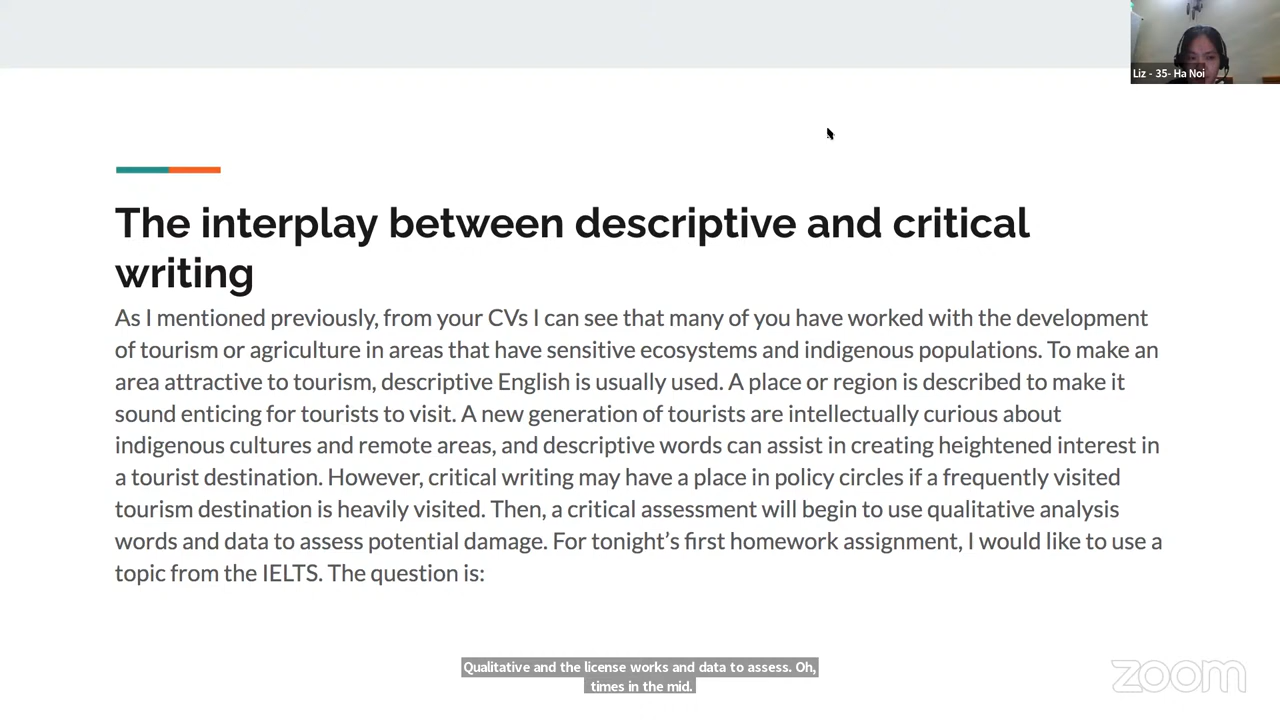 Liz - 35- Ha Noi
The interplay between descriptive and critical
writing
As I mentioned previously, from your CVs I can see that many of you have worked with the development
of tourism or agriculture in areas that have sensitive ecosystems and indigenous populations. To make an
area attractive to tourism, descriptive English is usually used. A place or region is described to make it
sound enticing for tourists to visit. A new generation of tourists are intellectually curious about
indigenous cultures and remote areas, and descriptive words can assist in creating heightened interest in
a tourist destination. However, critical writing may have a place in policy circles if a frequently visited
tourism destination is heavily visited. Then, a critical assessment will begin to use qualitative analysis
words and data to assess potential damage. For tonight’s first homework assignment, I would like to use a
topic from the IELTS. The question is:
Qualitative and the license works and data to assess. Oh,
times in the mid.
zoom